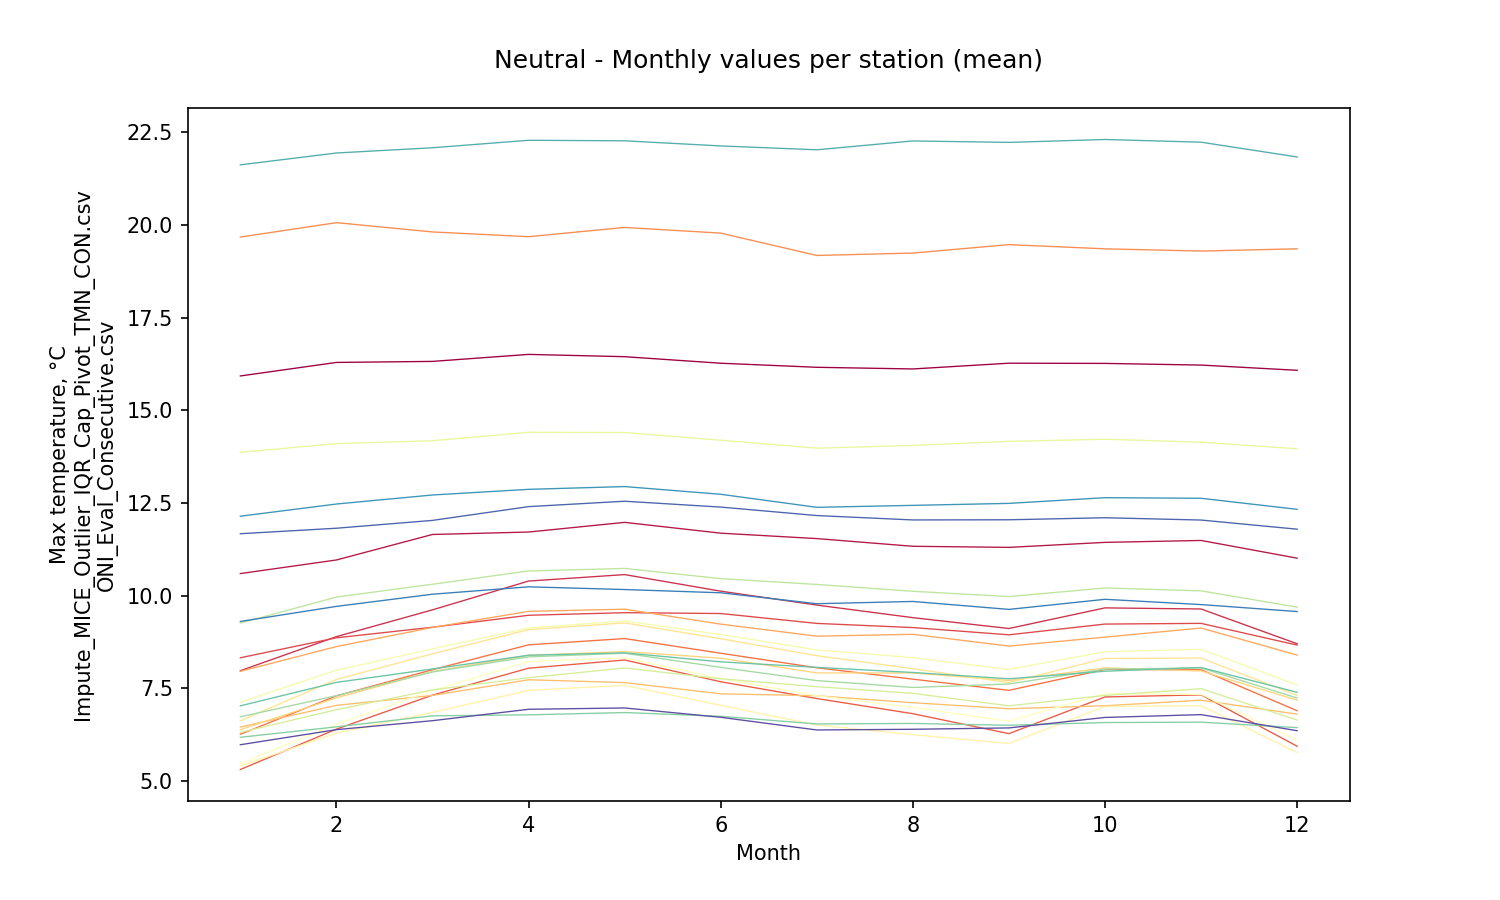 Neutral - Monthly values per station (mean)
Max temperature, °C
Impute_MICE_Outlier_IQR_Cap_Pivot_TMN_CON.csv
ONI_Eval_Consecutive.csv
22.5
20.0
17.5
15.0
12.5
10.0
7.5
5.0
2 4 6 8 10 12
Month